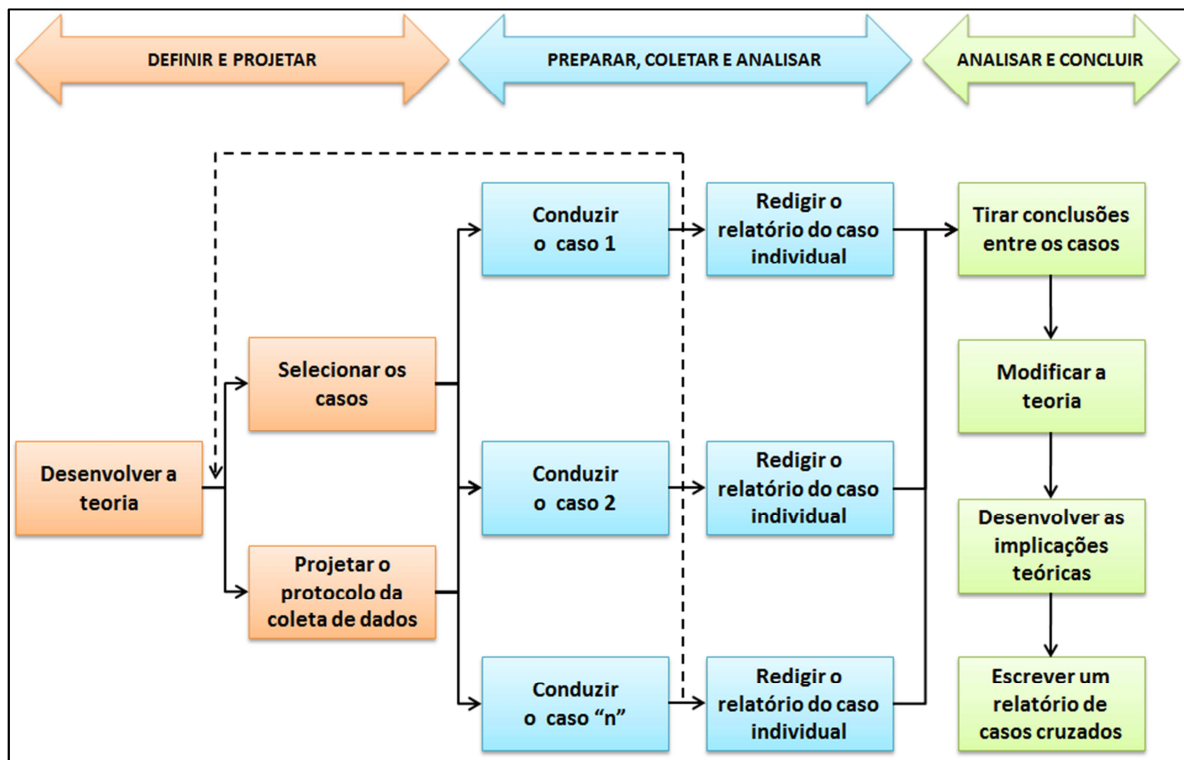 DEFINIR E PROJETAR
PREPARAR, COLETAR E ANALISAR
ANALISAR E CONCLUIR
Desenvolver a
teoria
Selecionar os
casos
Projetar o
protocolo da
coleta de dados
Conduzir
o caso 1
Redigir o
relatório do caso
individual
Conduzir
o caso 2
Redigir o
relatório do caso
individual
Conduzir
o caso “n”
Redigir o
relatório do caso
individual
Tirar conclusões
entre os casos
Modificar a
teoria
Desenvolver as
implicações
teóricas
Escrever um
relatório de
casos cruzados